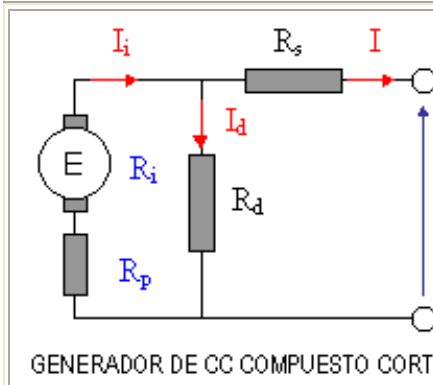 Ii Rs I
Id
E Ri
Rd
Rp
GENERADOR DE CC COMPUESTO CORT